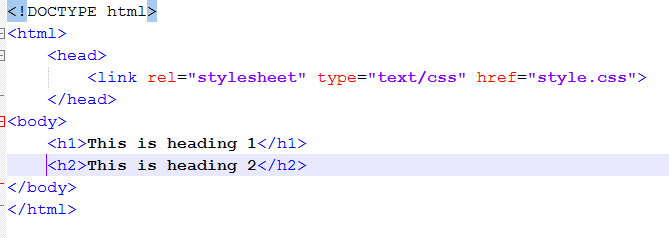 <!DOCTYPE html>
<html>
<head>
<link rel="stylesheet" type="text/css" href="style.css">
</head>
<body>
<h1>This is heading 1</h1>
<h2>This is heading 2</h2>
</body>
</html>